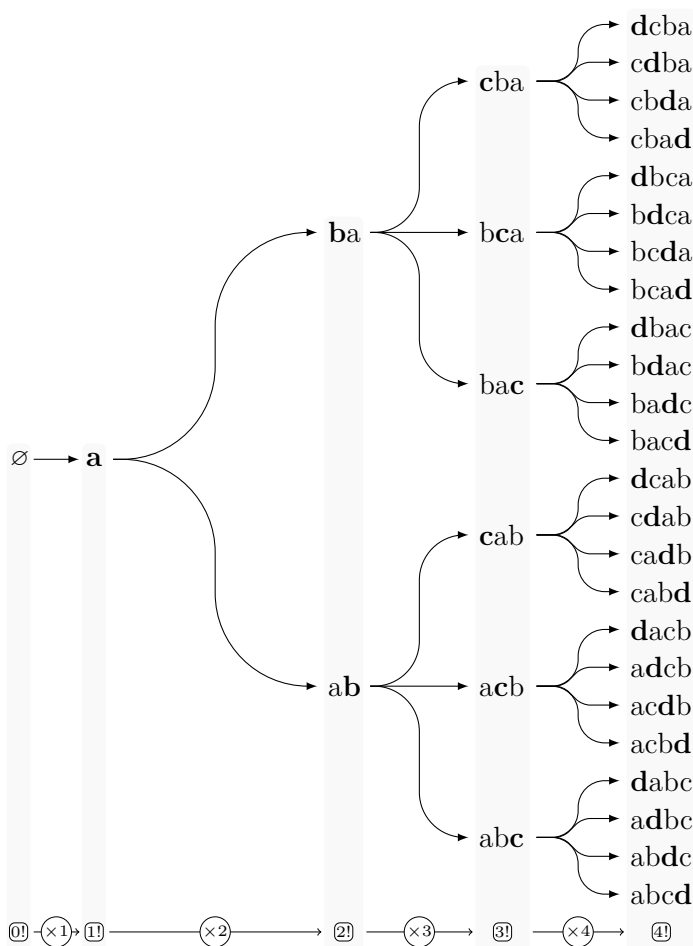 dcba
cdba
cba
cbda
cbad
dbca
bdca
ba
bca
bcda
bcad
dbac
bdac
bac
badc
bacd
∅
a
dcab
cdab
cab
cadb
cabd
dacb
adcb
ab
acb
acdb
acbd
dabc
adbc
abc
abdc
abcd
0! ×1 1! ×2 2! ×3 3! ×4 4!